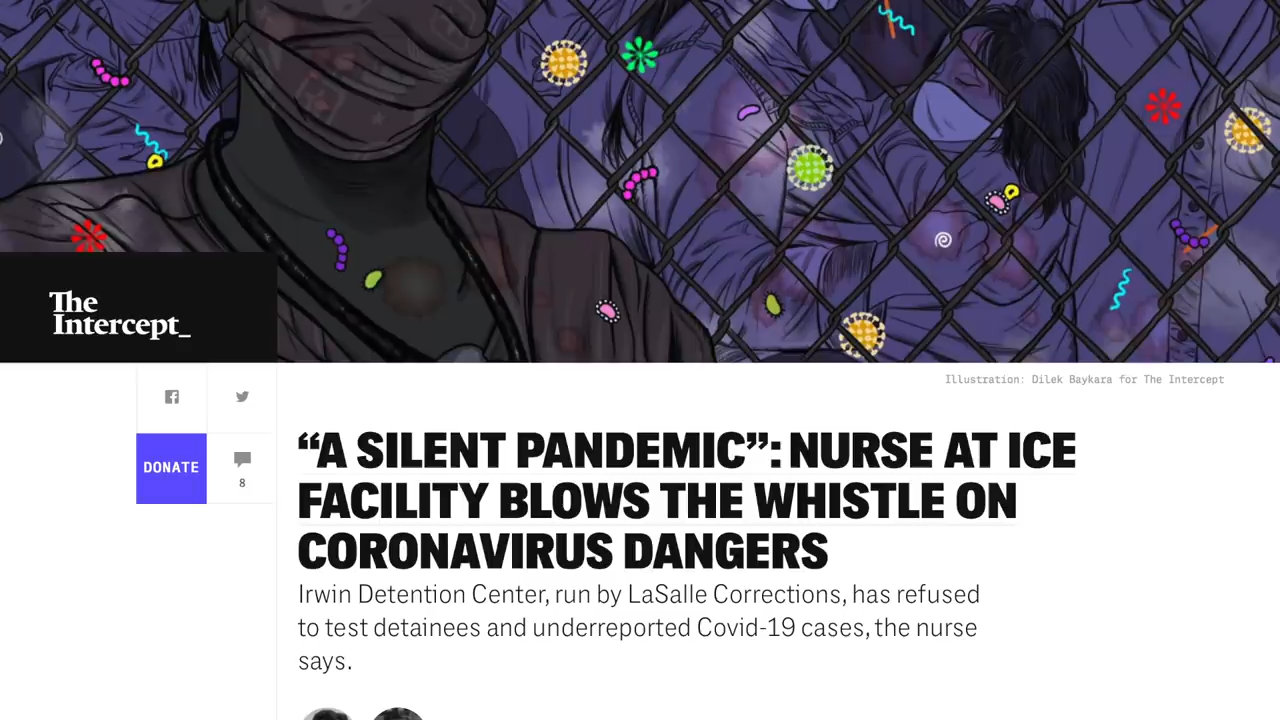 The
Intercept_
Illustration: Dilek Baykara for The Intercept
DONATE
8
“A SILENT PANDEMIC”: NURSE AT ICE
FACILITY BLOWS THE WHISTLE ON
CORONAVIRUS DANGERS
Irwin Detention Center, run by LaSalle Corrections, has refused
to test detainees and underreported Covid-19 cases, the nurse
says.